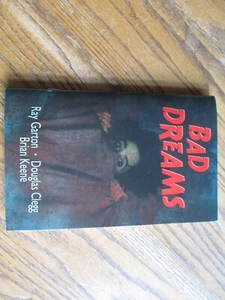 BAD
DREAMS
Ray Garton • Douglas Clegg
Brian Keene